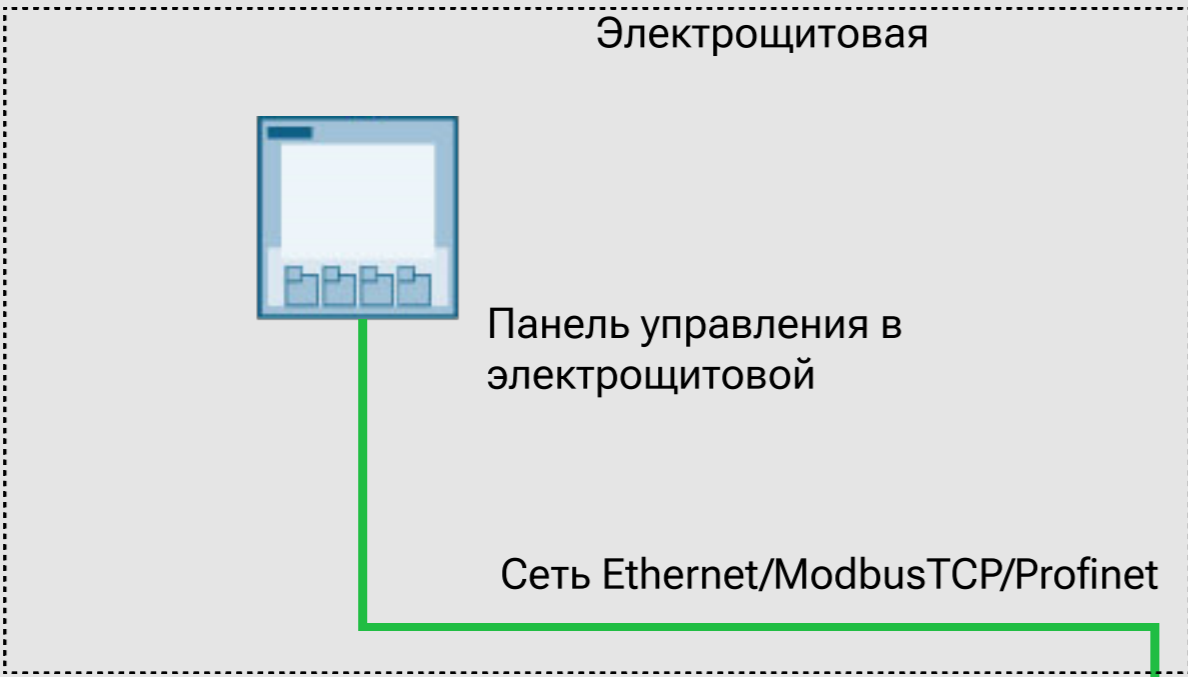 Электрощитовая
Панель управления в
электрощитовой
Сеть Ethernet/ModbusTCP/Profinet